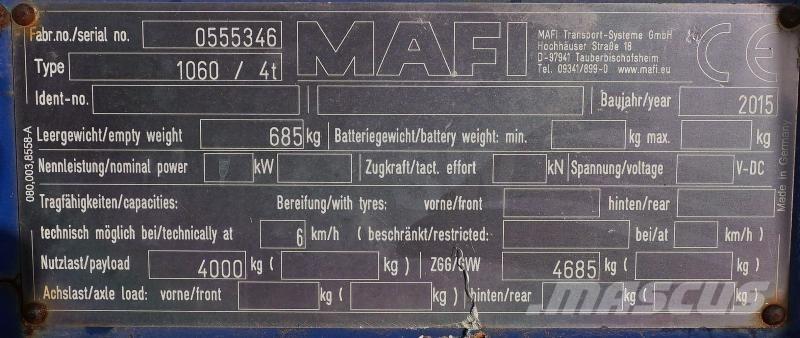 Fabr.no./serial no. 0555346
MAFI
MAFI Transport-Systeme GmbH
Hochhäuser Straße 18
D-97941 Tauberbischofsheim
Tel. 09341/899-0 www.mafi.eu
CE
Type 1060 / 4t
Ident-no. Baujahr/year 2015
Leergewicht/empty weight 685 kg Batteriegewicht/battery weight: min. kg max. kg
Nennleistung/nominal power kW Zugkraft/tact. effort kN Spannung/voltage V-DC
Tragfähigkeiten/capacities: Bereifung/with tyres: vorne/front hinten/rear
technisch möglich bei/technically at 6 km/h (beschränkt/restricted: bei/at km/h)
Nutzlast/payload 4000 kg ( kg) ZGG/GVW 4685 kg ( kg)
Achslast/axle load: vorne/front kg ( kg) hinten/rear kg ( kg)
080.003.8558-A
Made in Germany
MASCUS